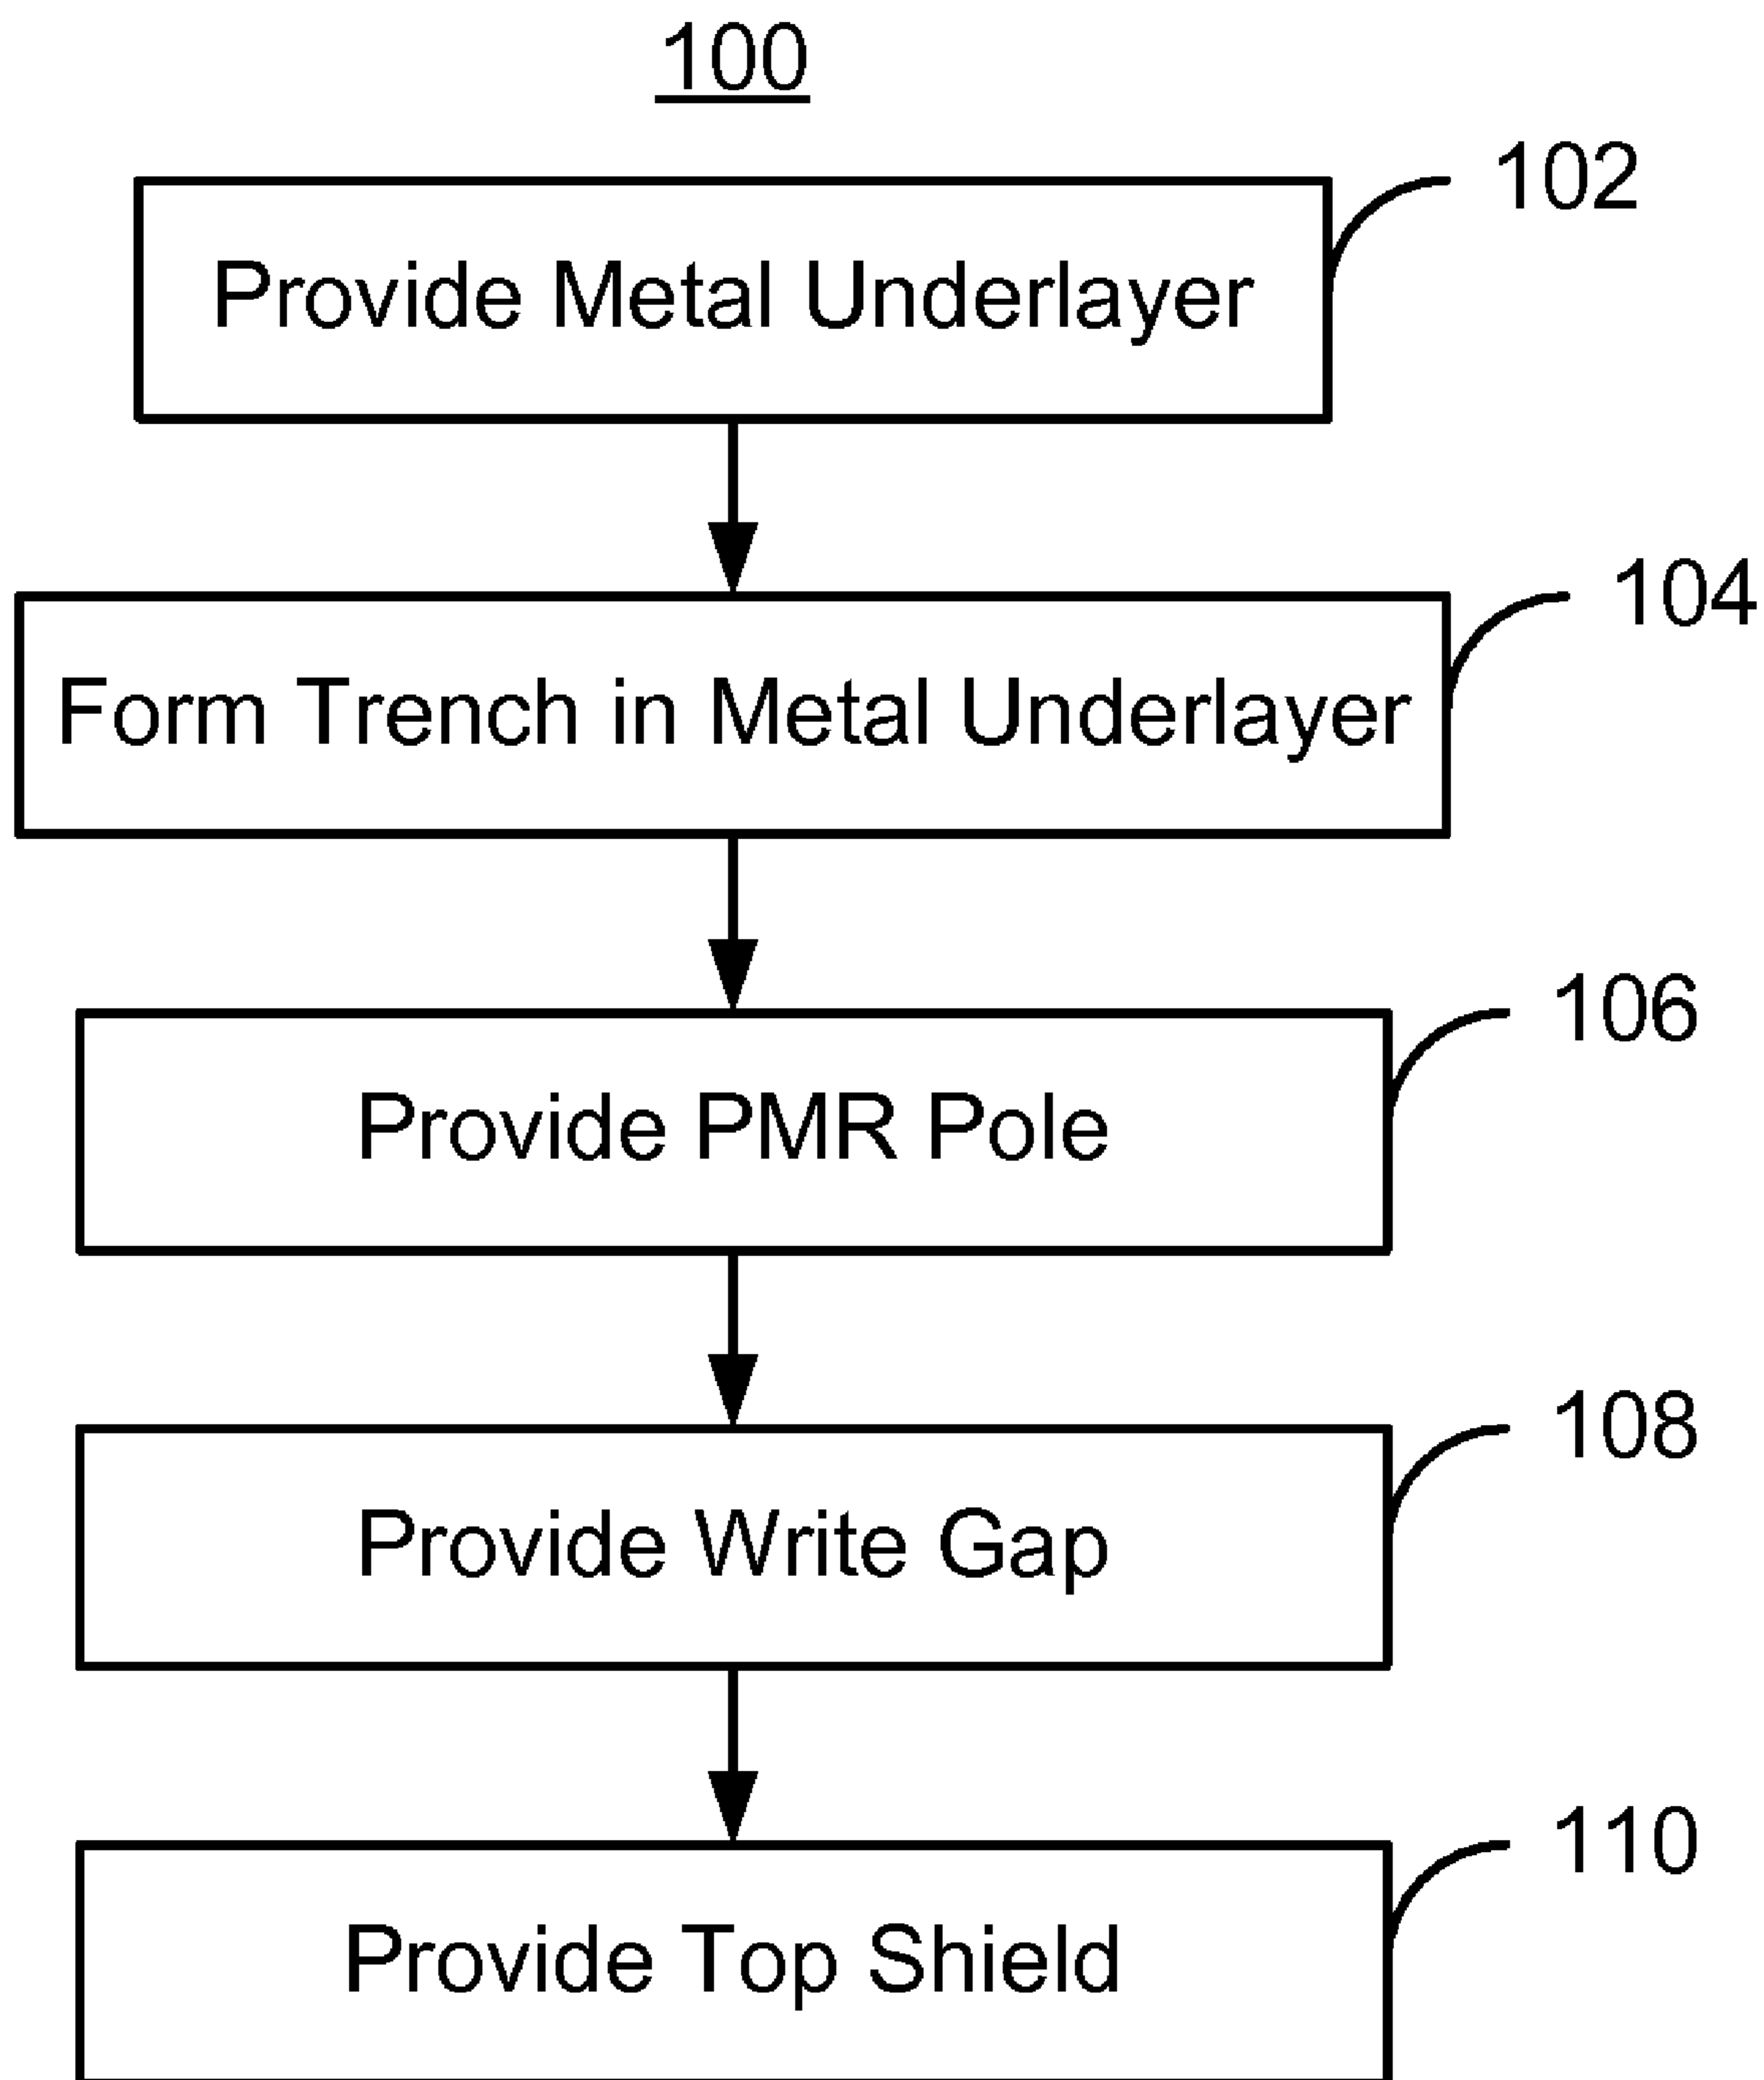 100
102
Provide Metal Underlayer
104
Form Trench in Metal Underlayer
106
Provide PMR Pole
108
Provide Write Gap
110
Provide Top Shield